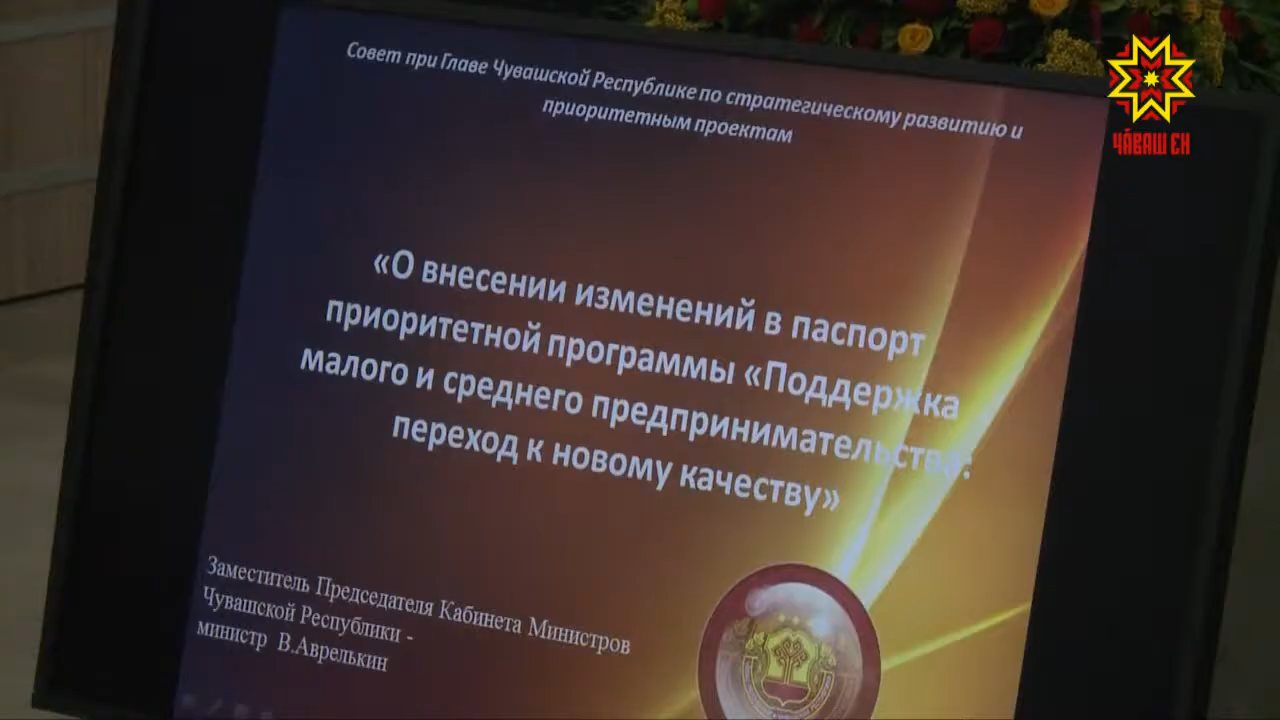 Совет при Главе Чувашской Республике по стратегическому развитию и
приоритетным проектам
ЧӐВАШ ЕН
«О внесении изменений в паспорт
приоритетной программы «Поддержка
малого и среднего предпринимательства:
переход к новому качеству»
Заместитель Председателя Кабинета Министров
Чувашской Республики -
министр В.Аврелькин